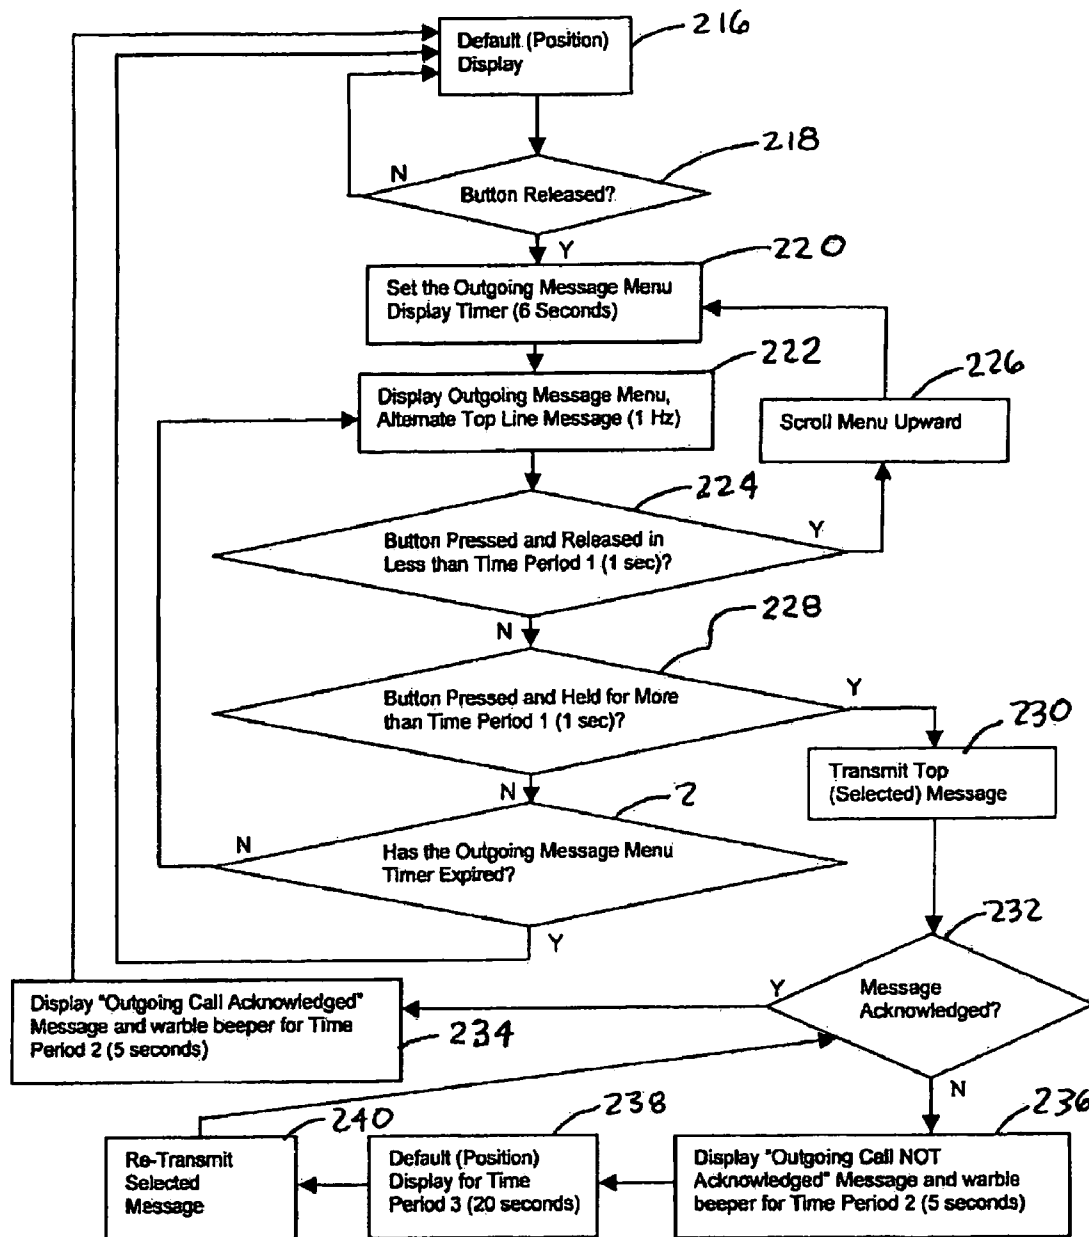 Default (Position)
Display
216
218
N
Button Released?
Y
220
Set the Outgoing Message Menu
Display Timer (6 Seconds)
222
Display Outgoing Message Menu,
Alternate Top Line Message (1 Hz)
226
Scroll Menu Upward
224
Button Pressed and Released in
Less than Time Period 1 (1 sec)?
Y
N
228
Button Pressed and Held for More
than Time Period 1 (1 sec)?
Y
N
230
Transmit Top
(Selected) Message
2
N
Has the Outgoing Message Menu
Timer Expired?
Y
232
Message
Acknowledged?
Y
N
Display "Outgoing Call Acknowledged"
Message and warble beeper for Time
Period 2 (5 seconds)
234
236
Display "Outgoing Call NOT
Acknowledged" Message and warble
beeper for Time Period 2 (5 seconds)
238
Default (Position)
Display for Time
Period 3 (20 seconds)
240
Re-Transmit
Selected
Message